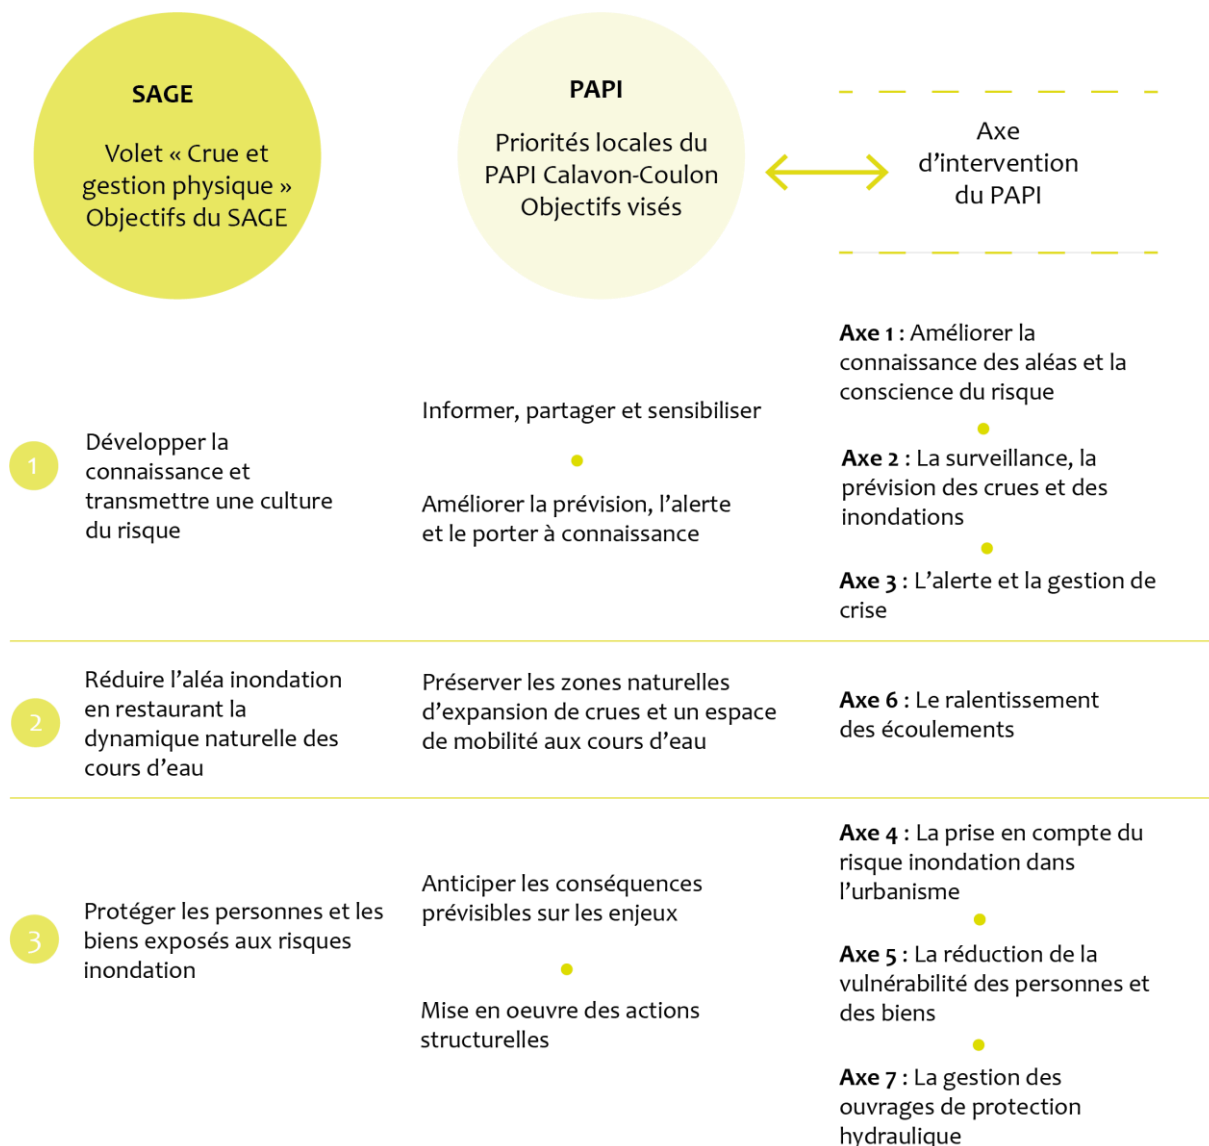 SAGE
Volet « Crue et
gestion physique »
Objectifs du SAGE
PAPI
Priorités locales du
PAPI Calavon-Coulon
Objectifs visés
Axe
d’intervention
du PAPI
1
Développer la
connaissance et
transmettre une culture
du risque
Informer, partager et sensibiliser
Améliorer la prévision, l’alerte
et le porter à connaissance
Axe 1 : Améliorer la
connaissance des aléas et la
conscience du risque
Axe 2 : La surveillance, la
prévision des crues et des
inondations
Axe 3 : L’alerte et la gestion de
crise
2
Réduire l’aléa inondation
en restaurant la
dynamique naturelle des
cours d’eau
Préserver les zones naturelles
d’expansion de crues et un espace
de mobilité aux cours d’eau
Axe 6 : Le ralentissement
des écoulements
3
Protéger les personnes et les
biens exposés aux risques
inondation
Anticiper les conséquences
prévisibles sur les enjeux
Mise en oeuvre des actions
structurelles
Axe 4 : La prise en compte du
risque inondation dans
l’urbanisme
Axe 5 : La réduction de la
vulnérabilité des personnes et
des biens
Axe 7 : La gestion des
ouvrages de protection
hydraulique